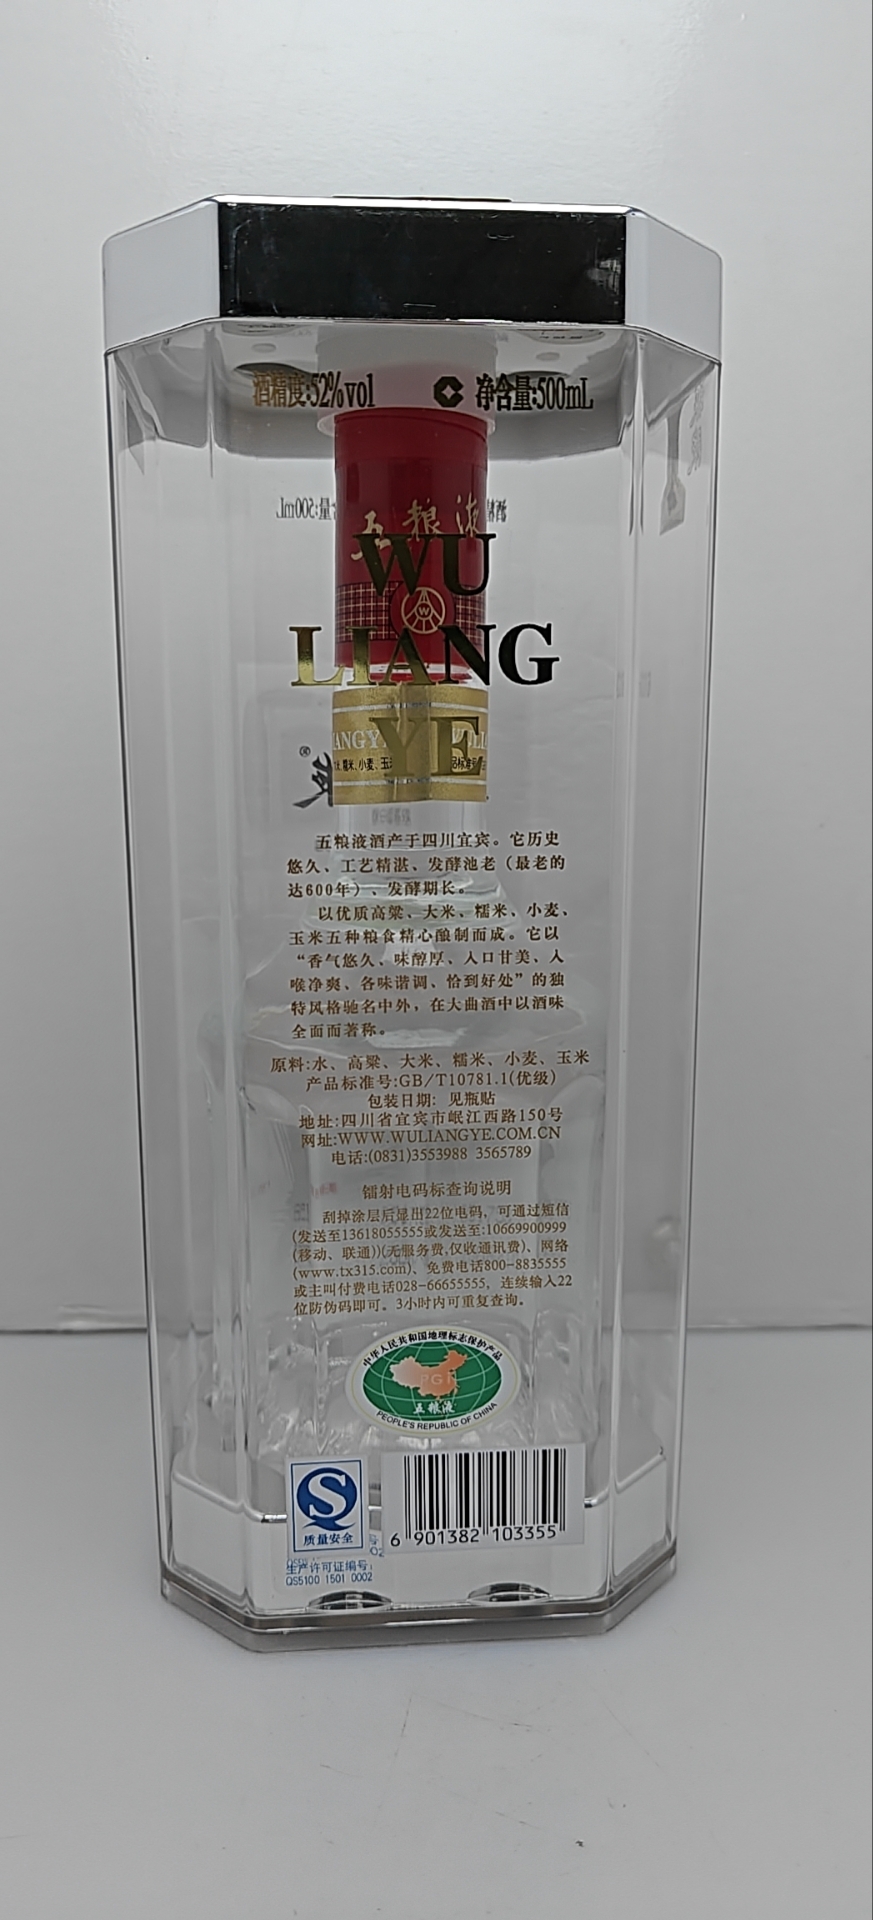 酒精度:52%vol 净含量:500mL
五粮液
WU
LIANG
YE
五粮液酒产于四川宜宾。它历史
悠久、工艺精湛、发酵池老（最老的
达600年）、发酵期长。
以优质高粱、大米、糯米、小麦、
玉米五种粮食精心酿制而成。它以
“香气悠久、味醇厚、入口甘美、入
喉净爽、各味谐调、恰到好处”的独
特风格驰名中外，在大曲酒中以酒味
全面而著称。
原料:水、高粱、大米、糯米、小麦、玉米
产品标准号:GB/T10781.1(优级)
包装日期: 见瓶贴
地址:四川省宜宾市岷江西路150号
网址:WWW.WULIANGYE.COM.CN
电话:(0831)3553988 3565789
镭射电码标查询说明
刮掉涂层后显出22位电码，可通过短信
(发送至13618055555或发送至:10669900999
(移动、联通))(无服务费,仅收通讯费)、网络
(www.tx315.com)、免费电话800-8835555
或主叫付费电话028-66655555，连续输入22
位防伪码即可。3小时内可重复查询。
中华人民共和国地理标志保护产品
PGI
五粮液
PEOPLE'S REPUBLIC OF CHINA
质量安全
6 901382 103355
生产许可证编号:
QS5100 1501 0002